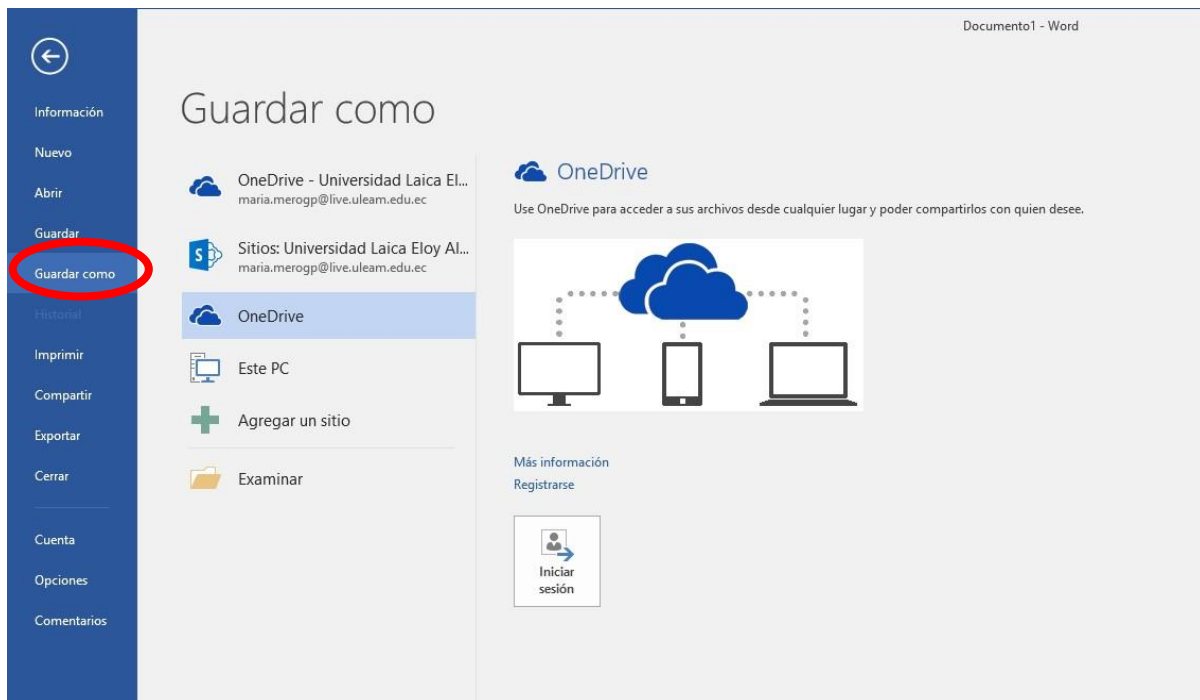 Documento1 - Word
Información
Nuevo
Abrir
Guardar
Guardar como
Historial
Imprimir
Compartir
Exportar
Cerrar
Cuenta
Opciones
Comentarios
Guardar como
OneDrive - Universidad Laica El...
maria.merogp@live.uleam.edu.ec
S
Sitios: Universidad Laica Eloy Al...
maria.merogp@live.uleam.edu.ec
OneDrive
Este PC
Agregar un sitio
Examinar
OneDrive
Use OneDrive para acceder a sus archivos desde cualquier lugar y poder compartirlos con quien desee.
Más información
Registrarse
Iniciar
sesión